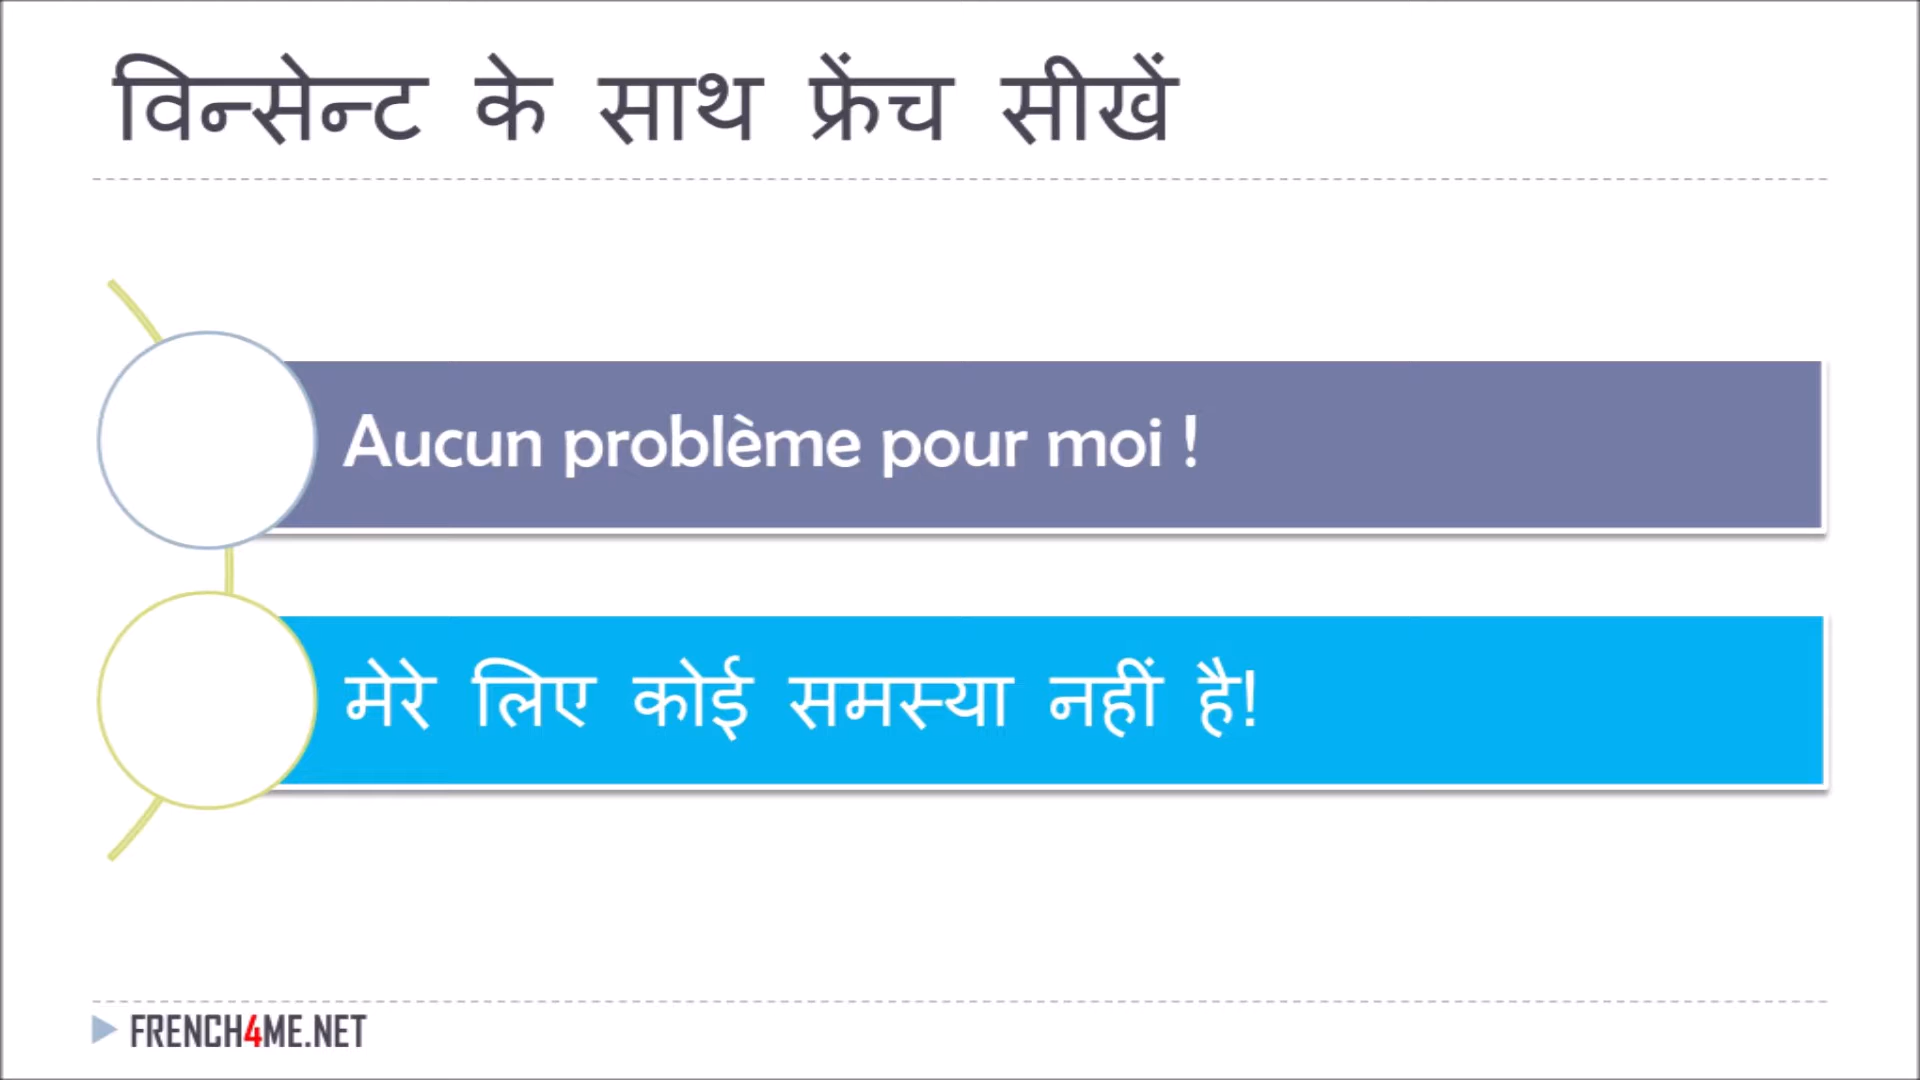 विन्सेन्ट के साथ फ्रेंच सीखें
Aucun problème pour moi !
मेरे लिए कोई समस्या नहीं है!
FRENCH4ME.NET